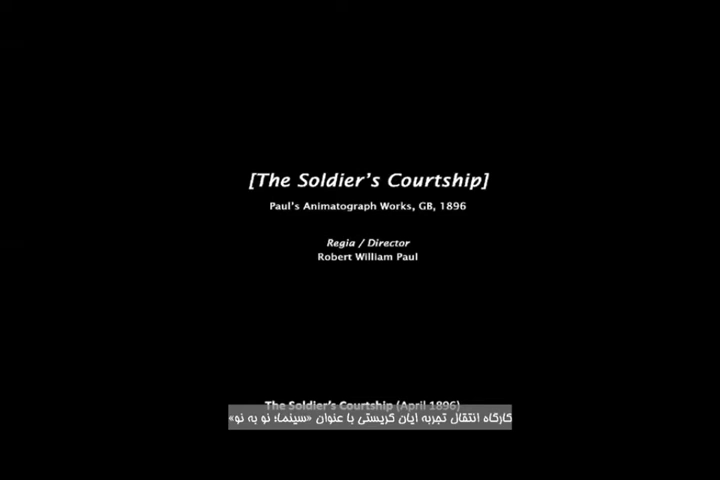 [The Soldier's Courtship]
Paul's Animatograph Works, GB, 1896
Regia / Director
Robert William Paul
The Soldier's Courtship (April 1896)
کارگاه انتقال تجربه ایان کریستی با عنوان «سینما؛ نو به نو»